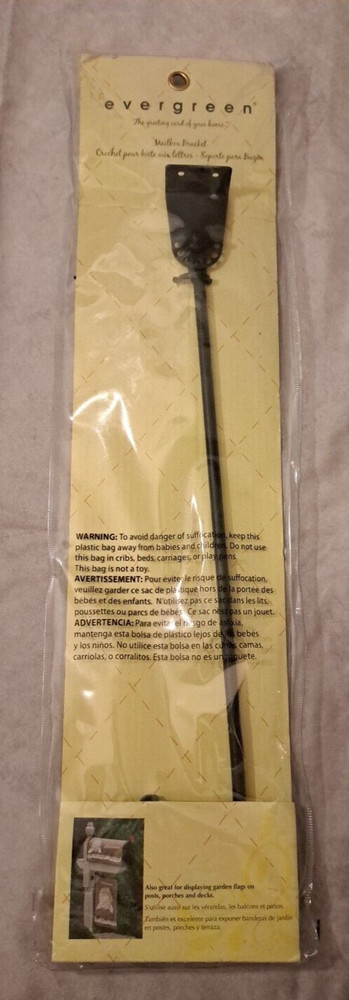 evergreen®
The greeting card of your home.™
Mailbox Bracket
Crochet pour boîte aux lettres - Soporte para Buzón
WARNING: To avoid danger of suffocation, keep this
plastic bag away from babies and children. Do not use
this bag in cribs, beds, carriages, or play pens.
This bag is not a toy.
AVERTISSEMENT: Pour éviter le risque de suffocation,
veuillez garder ce sac de plastique hors de la portée des
bébés et des enfants. N'utilisez pas ce sac dans les lits,
poussettes ou parcs de bébés. Ce sac n'est pas un jouet.
ADVERTENCIA: Para evitar el riesgo de asfixia,
mantenga esta bolsa de plástico lejos de los bebés
y los niños. No utilice esta bolsa en las cunas, camas,
carriolas, o corralitos. Esta bolsa no es un juguete.
Also great for displaying garden flags on
posts, porches and decks.
S'utilise aussi sur les vérandas, les balcons et patios.
También es excelente para exponer banderas de jardín
en postes, porches y terraza.